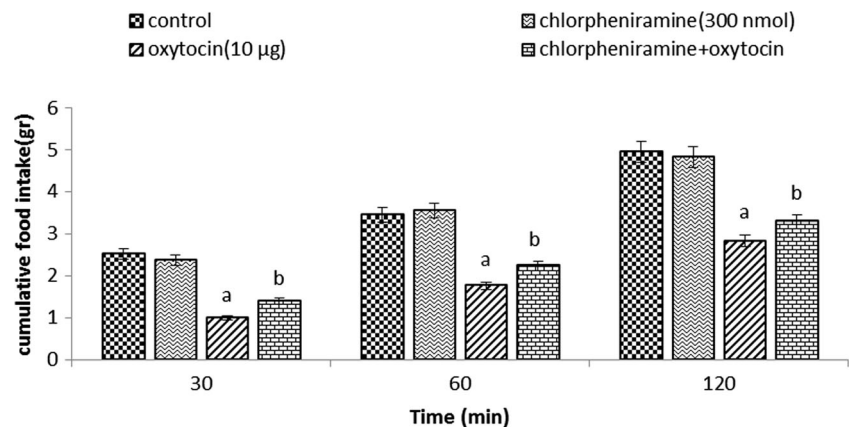 control
chlorpheniramine(300 nmol)
oxytocin(10 µg)
chlorpheniramine+oxytocin
cumulative food intake(gr)
6
5
4
3
2
1
0
a
b
a
b
a
b
30
60
120
Time (min)